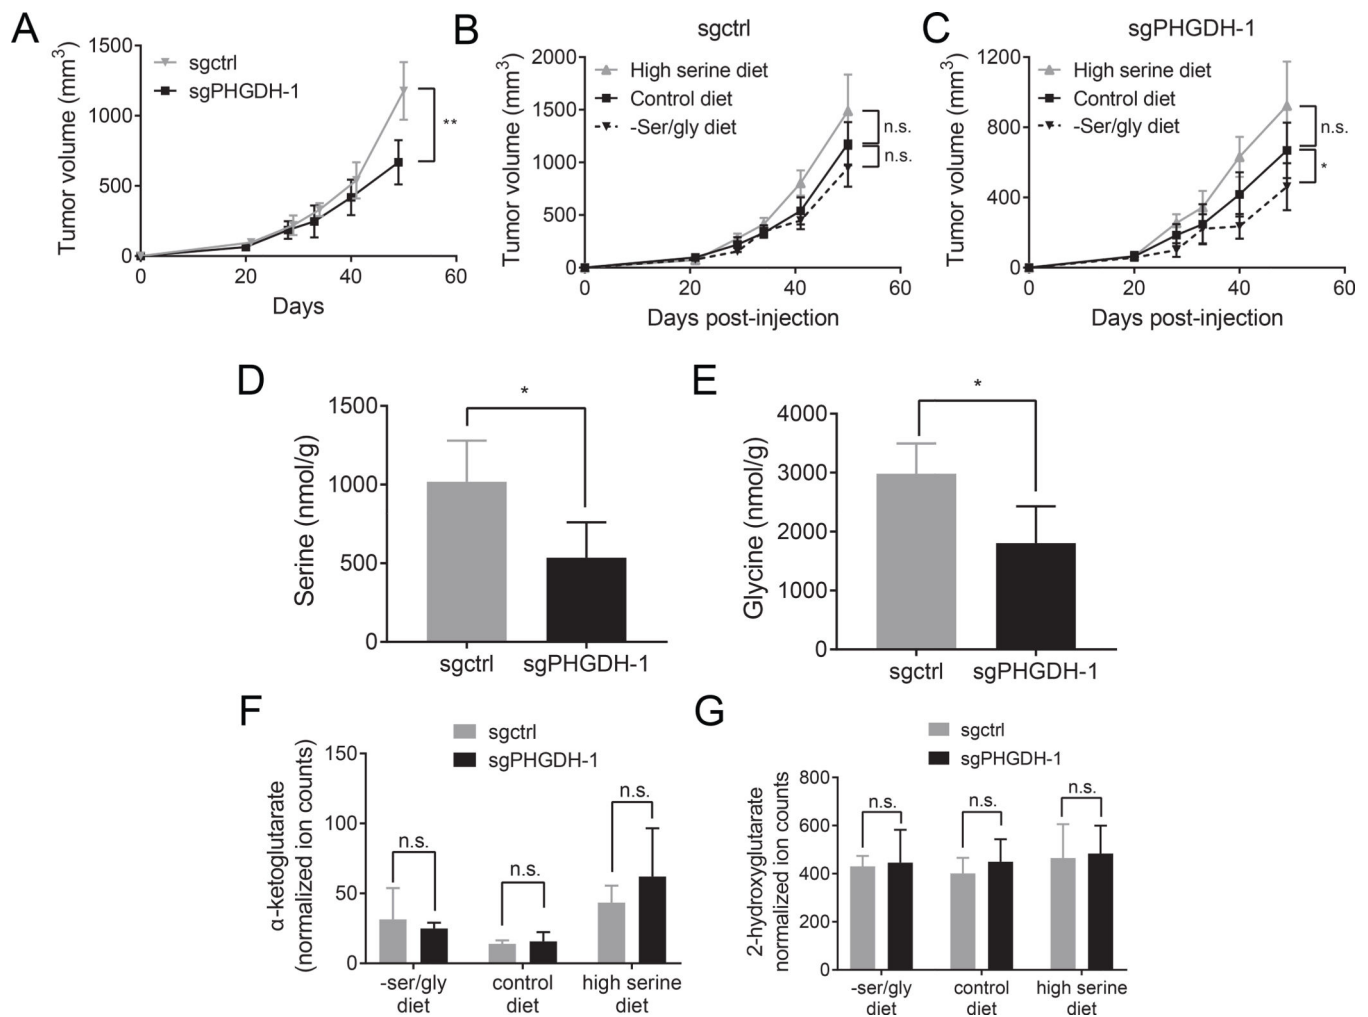 A
Tumor volume (mm³)
1500
1000
500
0
sgctrl
sgPHGDH-1
**
0
20
40
60
Days
B
sgctrl
Tumor volume (mm³)
2000
1500
1000
500
0
High serine diet
Control diet
-Ser/gly diet
n.s.
n.s.
0
20
40
60
Days post-injection
C
sgPHGDH-1
Tumor volume (mm³)
1200
800
400
0
High serine diet
Control diet
-Ser/gly diet
n.s.
*
0
20
40
60
Days post-injection
D
Serine (nmol/g)
1500
1000
500
0
*
sgctrl
sgPHGDH-1
E
Glycine (nmol/g)
4000
3000
2000
1000
0
*
sgctrl
sgPHGDH-1
F
sgctrl
sgPHGDH-1
α-ketoglutarate
(normalized ion counts)
150
100
50
0
n.s.
n.s.
n.s.
-ser/gly
diet
control
diet
high serine
diet
G
sgctrl
sgPHGDH-1
2-hydroxyglutarate
normalized ion counts
800
600
400
200
0
n.s.
n.s.
n.s.
-ser/gly
diet
control
diet
high serine
diet